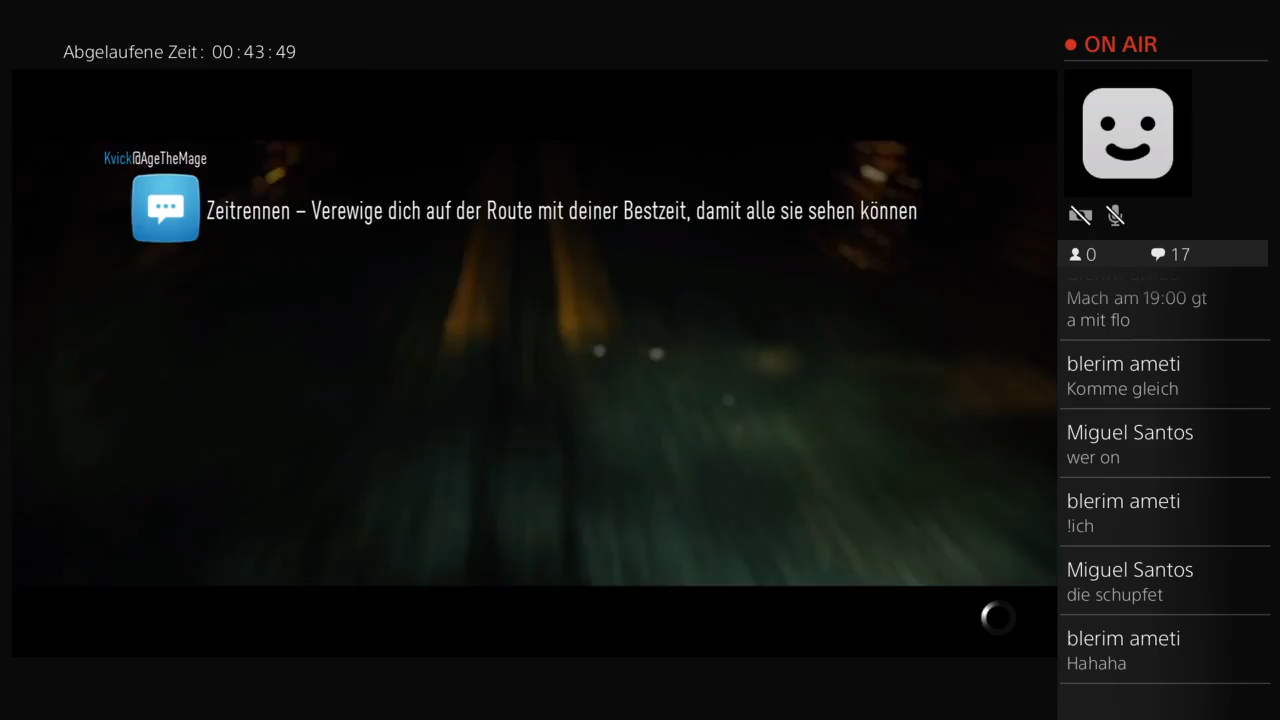 Abgelaufene Zeit: 00:43:49
ON AIR
Kvick@AgeTheMage
Zeitrennen – Verewige dich auf der Route mit deiner Bestzeit, damit alle sie sehen können
0 17
Mach am 19:00 gt
a mit flo
blerim ameti
Komme gleich
Miguel Santos
wer on
blerim ameti
!ich
Miguel Santos
die schupfet
blerim ameti
Hahaha